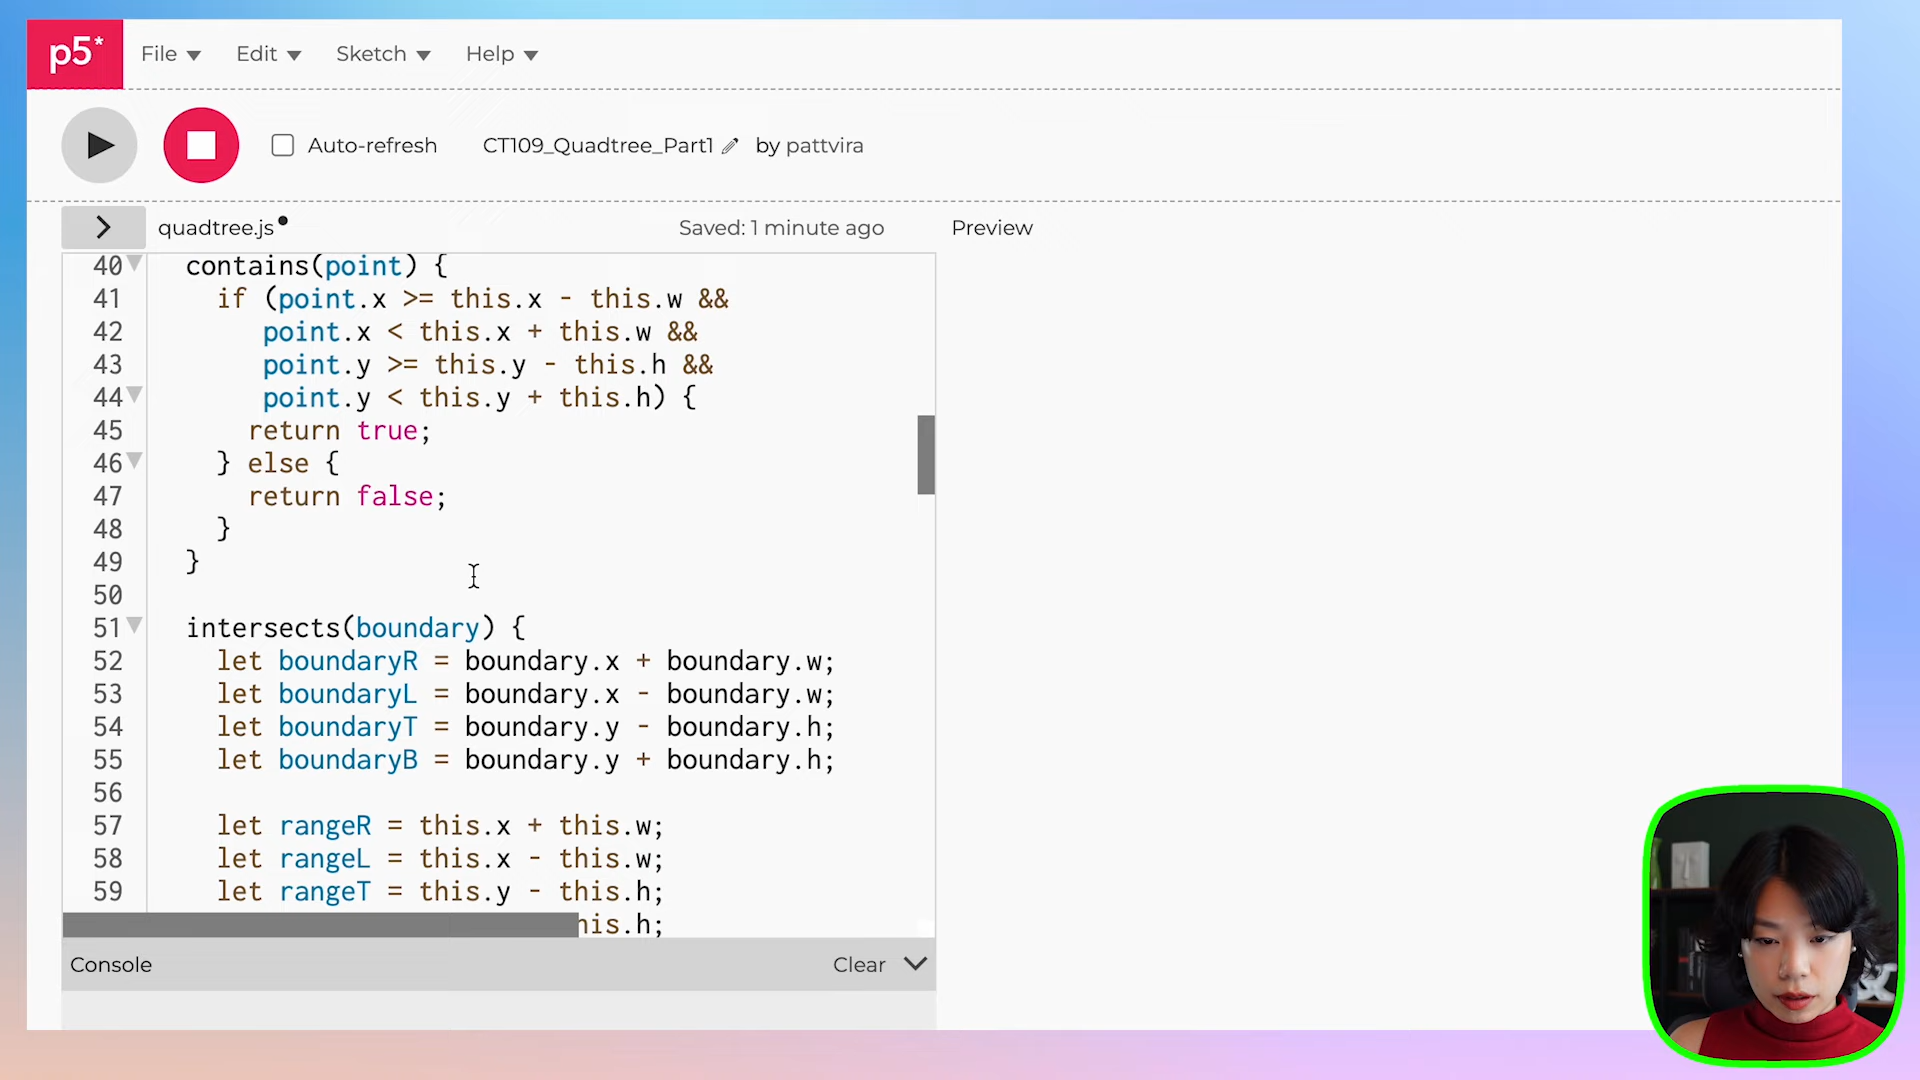 p5*
File Edit Sketch Help
Auto-refresh CT109_Quadtree_Part1 by pattvira
quadtree.js Saved: 1 minute ago Preview
40 contains(point) {
41 if (point.x >= this.x - this.w &&
42 point.x < this.x + this.w &&
43 point.y >= this.y - this.h &&
44 point.y < this.y + this.h) {
45 return true;
46 } else {
47 return false;
48 }
49 }
50
51 intersects(boundary) {
52 let boundaryR = boundary.x + boundary.w;
53 let boundaryL = boundary.x - boundary.w;
54 let boundaryT = boundary.y - boundary.h;
55 let boundaryB = boundary.y + boundary.h;
56
57 let rangeR = this.x + this.w;
58 let rangeL = this.x - this.w;
59 let rangeT = this.y - this.h;
his.h;
Console Clear